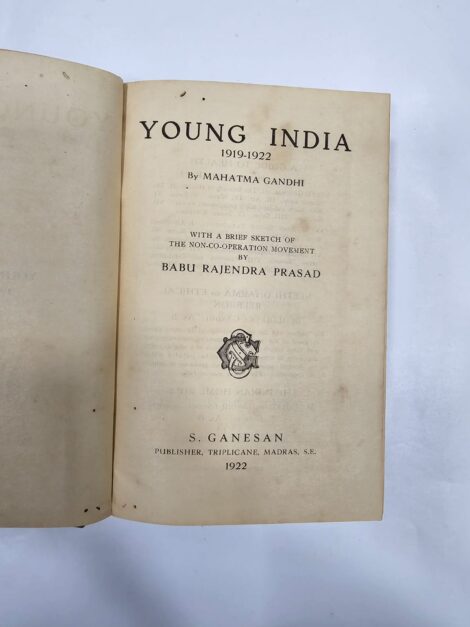 YOUNG INDIA
1919-1922
By MAHATMA GANDHI
WITH A BRIEF SKETCH OF
THE NON-CO-OPERATION MOVEMENT
BY
BABU RAJENDRA PRASAD
S. GANESAN
PUBLISHER, TRIPLICANE, MADRAS, S.E.
1922